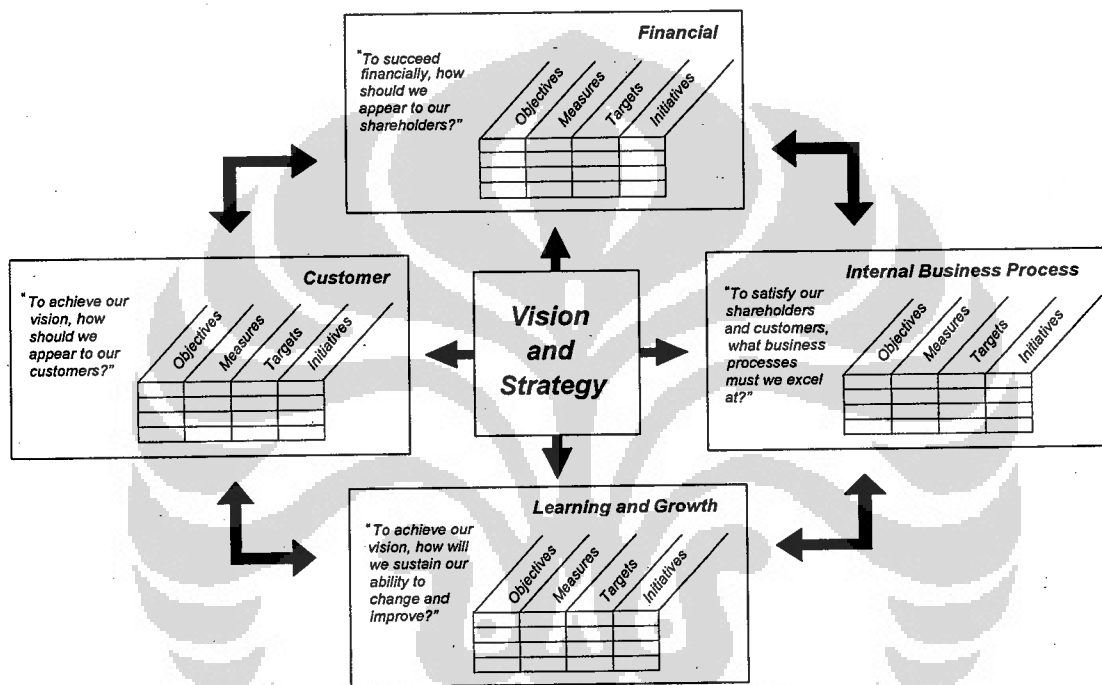 Financial
“To succeed
financially, how
should we
appear to our
shareholders?”
Objectives
Measures
Targets
Initiatives
Customer
“To achieve our
vision, how
should we
appear to our
customers?”
Objectives
Measures
Targets
Initiatives
Vision
and
Strategy
Internal Business Process
“To satisfy our
shareholders
and customers,
what business
processes
must we excel
at?”
Objectives
Measures
Targets
Initiatives
Learning and Growth
“To achieve our
vision, how will
we sustain our
ability to
change and
improve?”
Objectives
Measures
Targets
Initiatives